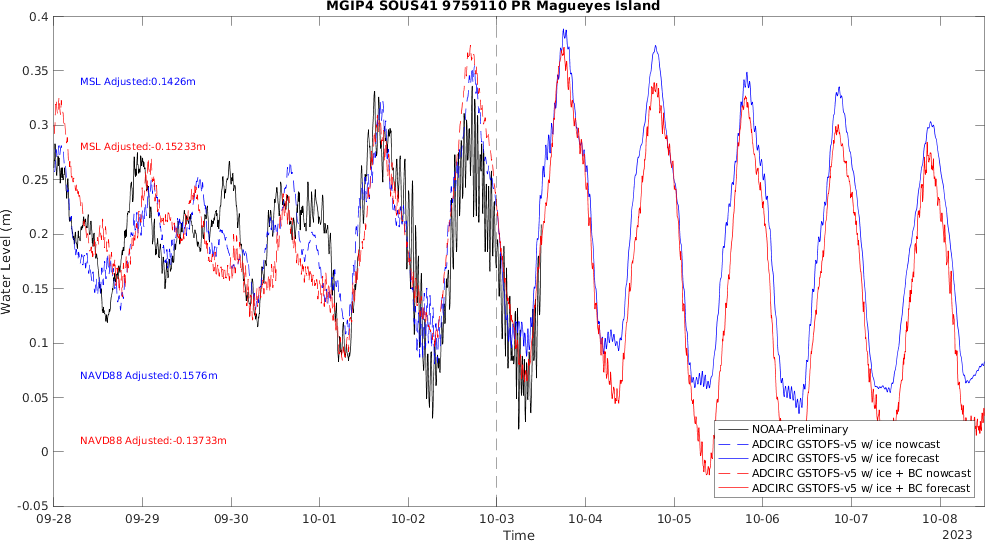 MGIP4 SOUS41 9759110 PR Magueyes Island
0.4
0.35
0.3
0.25
0.2
0.15
0.1
0.05
0
-0.05
Water Level (m)
MSL Adjusted:0.1426m
MSL Adjusted:-0.15233m
NAVD88 Adjusted:0.1576m
NAVD88 Adjusted:-0.13733m
NOAA-Preliminary
ADCIRC GSTOFS-v5 w/ ice nowcast
ADCIRC GSTOFS-v5 w/ ice forecast
ADCIRC GSTOFS-v5 w/ ice + BC nowcast
ADCIRC GSTOFS-v5 w/ ice + BC forecast
09-28 09-29 09-30 10-01 10-02 10-03 10-04 10-05 10-06 10-07 10-08
Time 2023